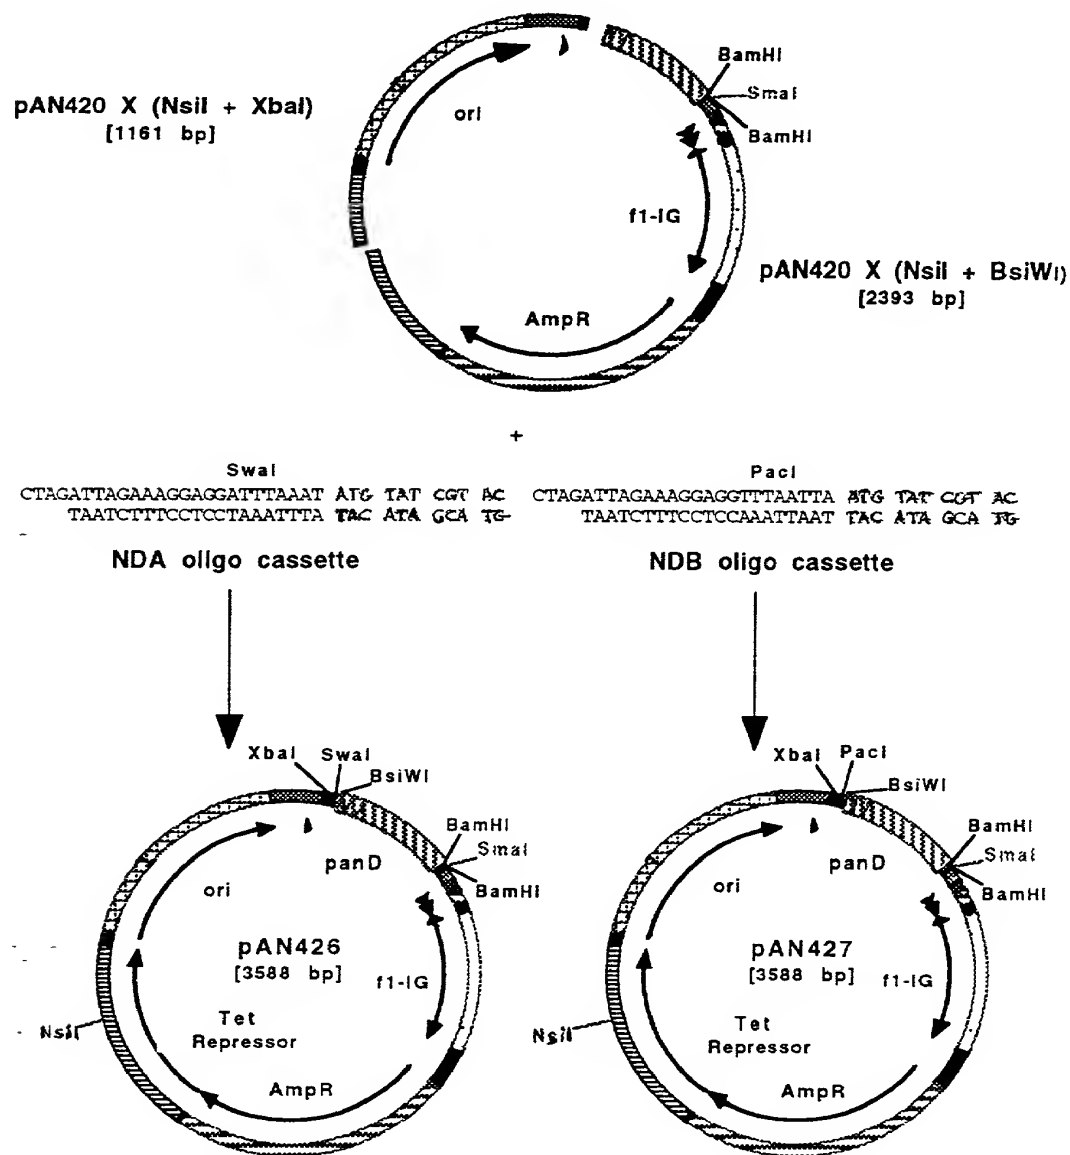 BamHI
SmaI
BamHI
pAN420 X (NsiI + XbaI)
[1161 bp]
ori
f1-IG
pAN420 X (NsiI + BsiWI)
[2393 bp]
AmpR
+
SwaI
CTAGATTAGAAAGGAGGATTTAAAT ATG TAT CGT AC
TAATCTTTCCTCCTAAATTTA TAC ATA GCA TG
NDA oligo cassette
PacI
CTAGATTAGAAAGGAGGTTTAATTA ATG TAT CGT AC
TAATCTTTCCTCCAAATTAAT TAC ATA GCA TG
NDB oligo cassette
XbaI
SwaI
BsiWI
BamHI
SmaI
BamHI
panD
ori
pAN426
[3588 bp]
f1-IG
NsiI
Tet
Repressor
AmpR
XbaI
PacI
BsiWI
BamHI
SmaI
BamHI
panD
ori
pAN427
[3588 bp]
f1-IG
NsiI
Tet
Repressor
AmpR